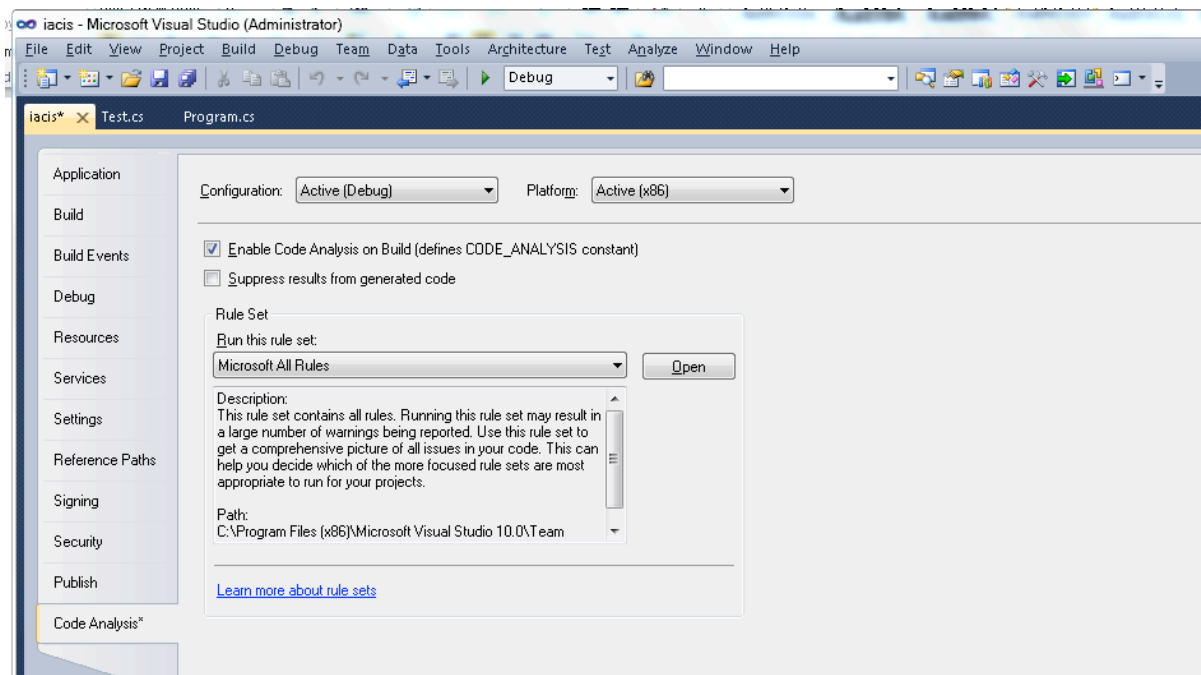 iacis - Microsoft Visual Studio (Administrator)
File Edit View Project Build Debug Team Data Tools Architecture Test Analyze Window Help
Debug
iacis* Test.cs Program.cs
Application
Configuration: Active (Debug) Platform: Active (x86)
Build
Enable Code Analysis on Build (defines CODE_ANALYSIS constant)
Build Events
Suppress results from generated code
Debug
Rule Set
Resources
Run this rule set:
Microsoft All Rules Open
Services
Description:
This rule set contains all rules. Running this rule set may result in
Settings
a large number of warnings being reported. Use this rule set to
get a comprehensive picture of all issues in your code. This can
Reference Paths
help you decide which of the more focused rule sets are most
appropriate to run for your projects.
Signing
Path:
C:\Program Files (x86)\Microsoft Visual Studio 10.0\Team
Security
Publish
Learn more about rule sets
Code Analysis*